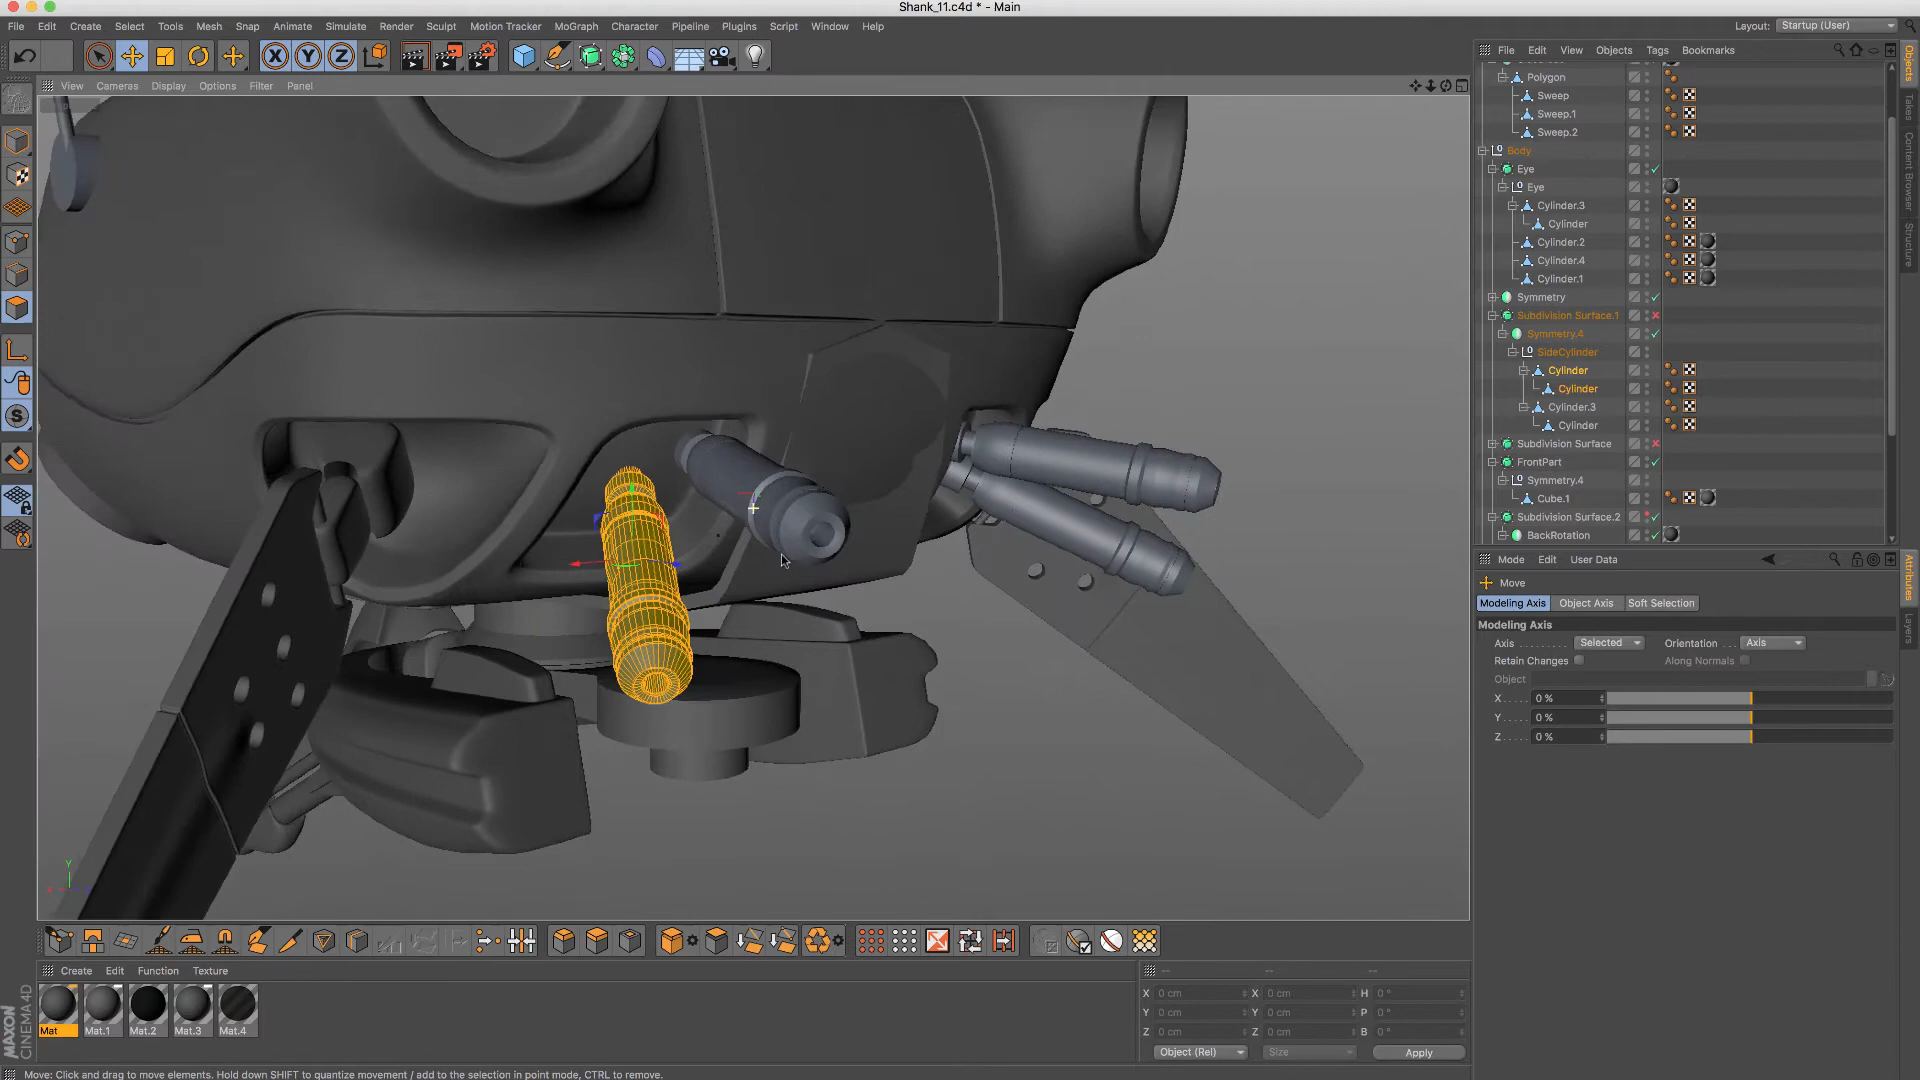 Shank_11.c4d * - Main
File Edit Create Select Tools Mesh Snap Animate Simulate Render Sculpt Motion Tracker MoGraph Character Pipeline Plugins Script Window Help
Layout: Startup (User)
View Cameras Display Options Filter Panel
File Edit View Objects Tags Bookmarks
Polygon
Sweep
Sweep.1
Sweep.2
Body
Eye
Eye
Cylinder.3
Cylinder
Cylinder.2
Cylinder.4
Cylinder.1
Symmetry
Subdivision Surface.1
Symmetry.4
SideCylinder
Cylinder
Cylinder
Cylinder.3
Cylinder
Subdivision Surface
FrontPart
Symmetry.4
Cube.1
Subdivision Surface.2
BackRotation
Objects
Takes
Content Browser
Structure
Mode Edit User Data
Move
Modeling Axis Object Axis Soft Selection
Modeling Axis
Axis Selected Orientation Axis
Retain Changes Along Normals
Object
X 0 %
Y 0 %
Z 0 %
Attributes
Layers
Create Edit Function Texture
Mat Mat.1 Mat.2 Mat.3 Mat.4
-- -- --
X 0 cm X 0 cm H 0 °
Y 0 cm Y 0 cm P 0 °
Z 0 cm Z 0 cm B 0 °
Object (Rel) Size Apply
MAXON CINEMA4D
Move: Click and drag to move elements. Hold down SHIFT to quantize movement / add to the selection in point mode, CTRL to remove.
X Y Z
S
Y